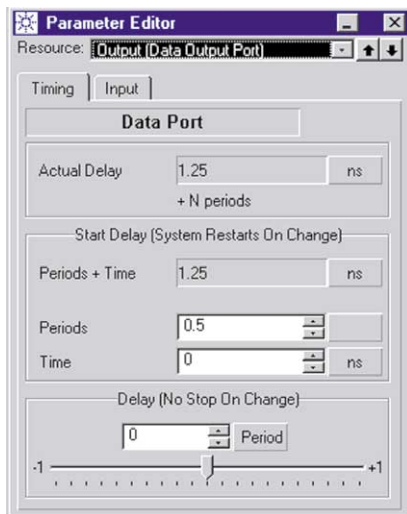 Parameter Editor
Resource: Output (Data Output Port)
Timing Input
Data Port
Actual Delay 1.25 ns
+ N periods
Start Delay (System Restarts On Change)
Periods + Time 1.25 ns
Periods 0.5
Time 0 ns
Delay (No Stop On Change)
0 Period
-1 +1